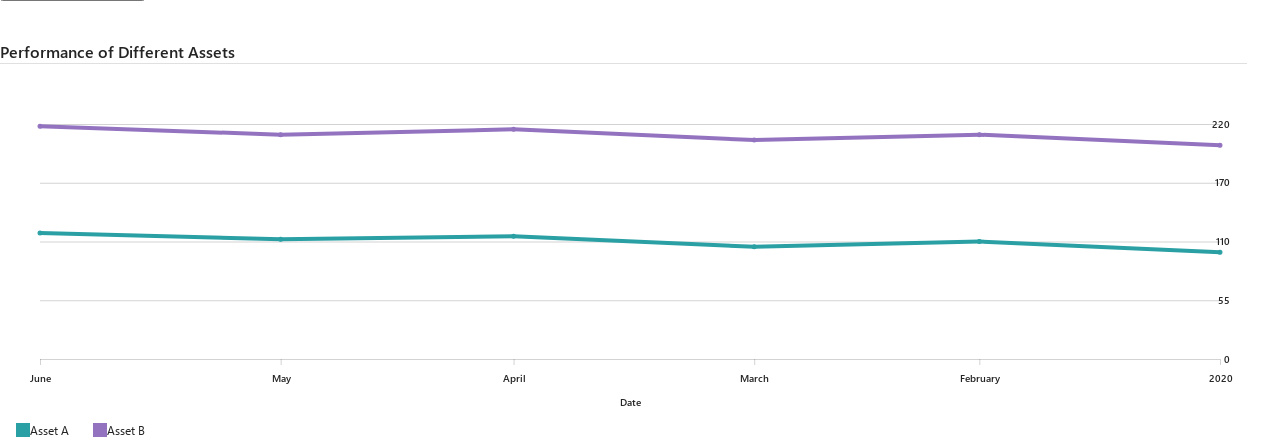 Performance of Different Assets
220
170
110
55
0
June May April March February 2020
Date
Asset A Asset B